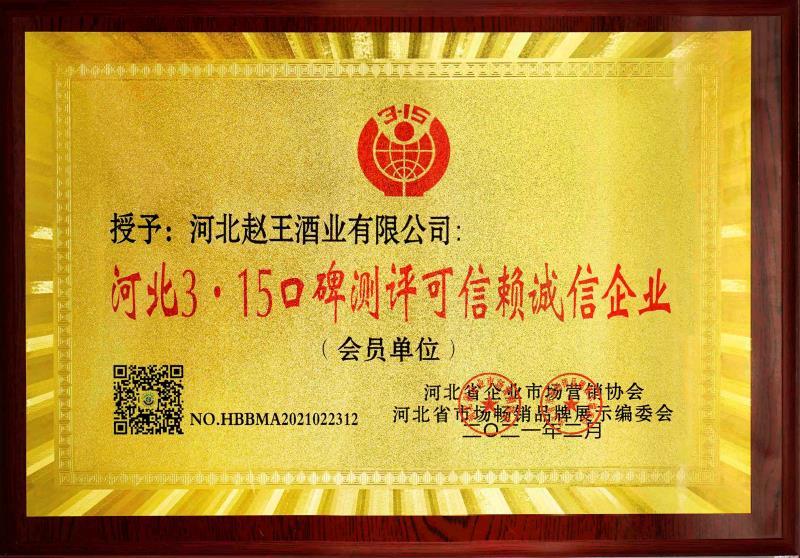 3·15
授予：河北赵王酒业有限公司：
河北3·15口碑测评可信赖诚信企业
（会员单位）
河北省企业市场营销协会
NO.HBBMA2021022312
河北省市场畅销品牌展示编委会
二〇二一年二月